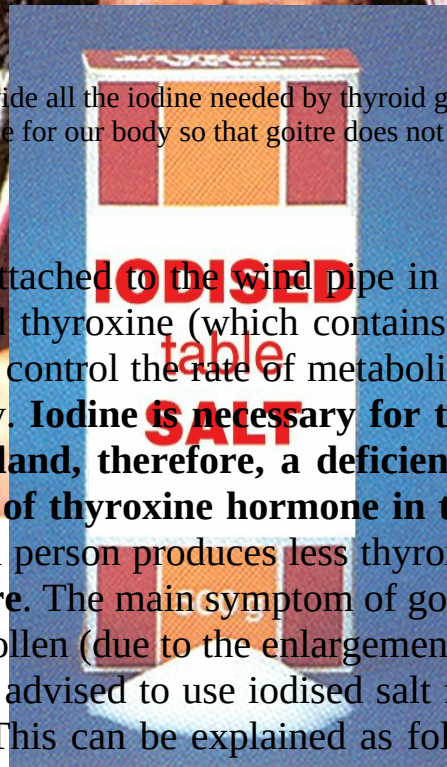 ide all the iodine needed by thyroid g
e for our body so that goitre does not
ttached to the wind pipe in
IODISED
l thyroxine (which contains
table
control the rate of metaboli
y. Iodine is necessary for t
SALT
land, therefore, a deficien
of thyroxine hormone in t
person produces less thyro
re. The main symptom of go
ollen (due to the enlargemen
advised to use iodised salt
This can be explained as fol